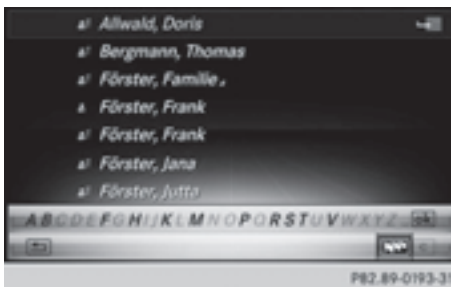 Allwald, Doris
Bergmann, Thomas
Förster, Familie
Förster, Frank
Förster, Frank
Förster, Jana
Förster, Jutta
ABCDEFGHIJKLMNOPQRSTUVWXYZ ok
P82.89-0193-31